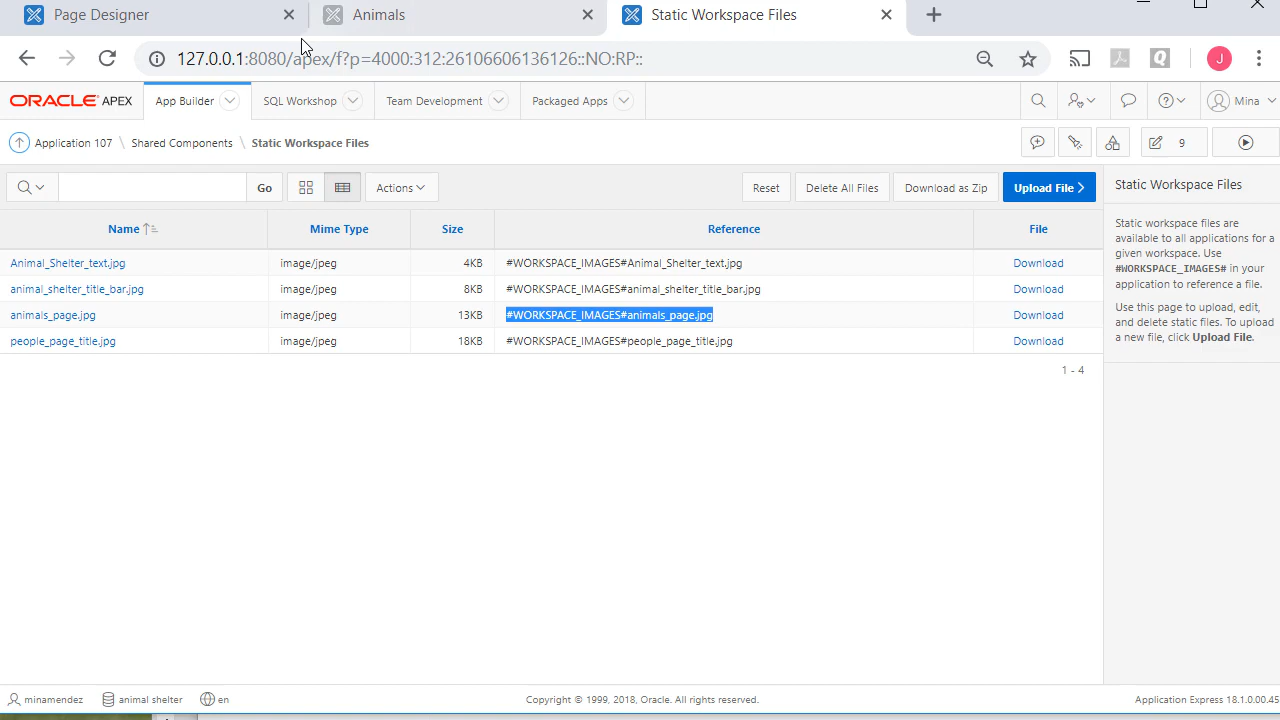 Page Designer
Animals
Static Workspace Files
127.0.0.1:8080/apex/f?p=4000:312:26106606136126::NO:RP::
J
ORACLE APEX
App Builder
SQL Workshop
Team Development
Packaged Apps
Mina
Application 107 \ Shared Components \ Static Workspace Files
9
Go
Actions
Reset
Delete All Files
Download as Zip
Upload File
Name
Mime Type
Size
Reference
File
Animal_Shelter_text.jpg image/jpeg 4KB #WORKSPACE_IMAGES#Animal_Shelter_text.jpg Download
animal_shelter_title_bar.jpg image/jpeg 8KB #WORKSPACE_IMAGES#animal_shelter_title_bar.jpg Download
animals_page.jpg image/jpeg 13KB #WORKSPACE_IMAGES#animals_page.jpg Download
people_page_title.jpg image/jpeg 18KB #WORKSPACE_IMAGES#people_page_title.jpg Download
1 - 4
Static Workspace Files
Static workspace files are
available to all applications for a
given workspace. Use
#WORKSPACE_IMAGES# in your
application to reference a file.
Use this page to upload, edit,
and delete static files. To upload
a new file, click Upload File.
minamendez
animal shelter
en
Copyright © 1999, 2018, Oracle. All rights reserved.
Application Express 18.1.0.00.45